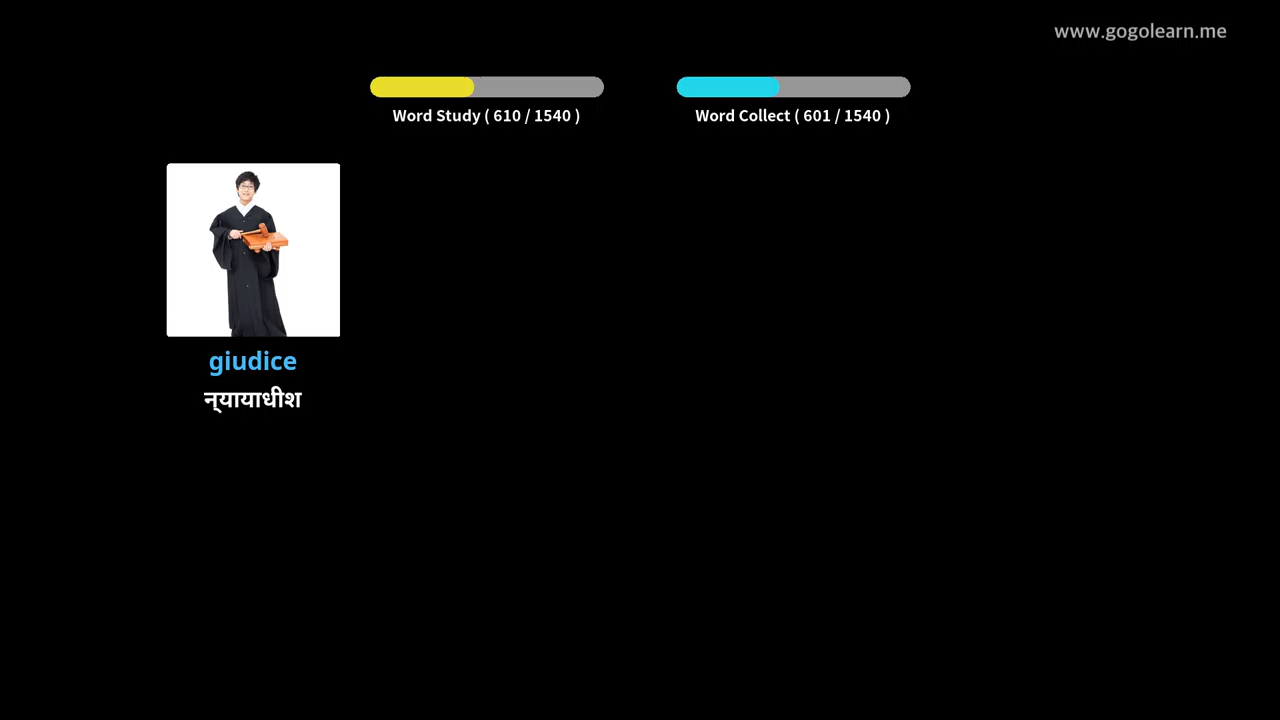 www.gogolearn.me
Word Study ( 610 / 1540 )
Word Collect ( 601 / 1540 )
giudice
न्यायाधीश